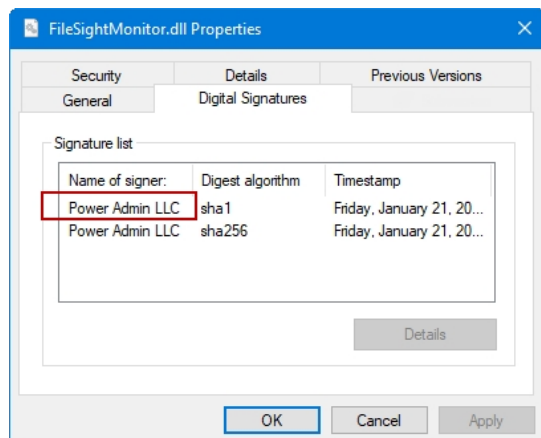 FileSightMonitor.dll Properties
Security Details Previous Versions
General Digital Signatures
Signature list
Name of signer: Digest algorithm Timestamp
Power Admin LLC sha1 Friday, January 21, 20...
Power Admin LLC sha256 Friday, January 21, 20...
Details
OK Cancel Apply